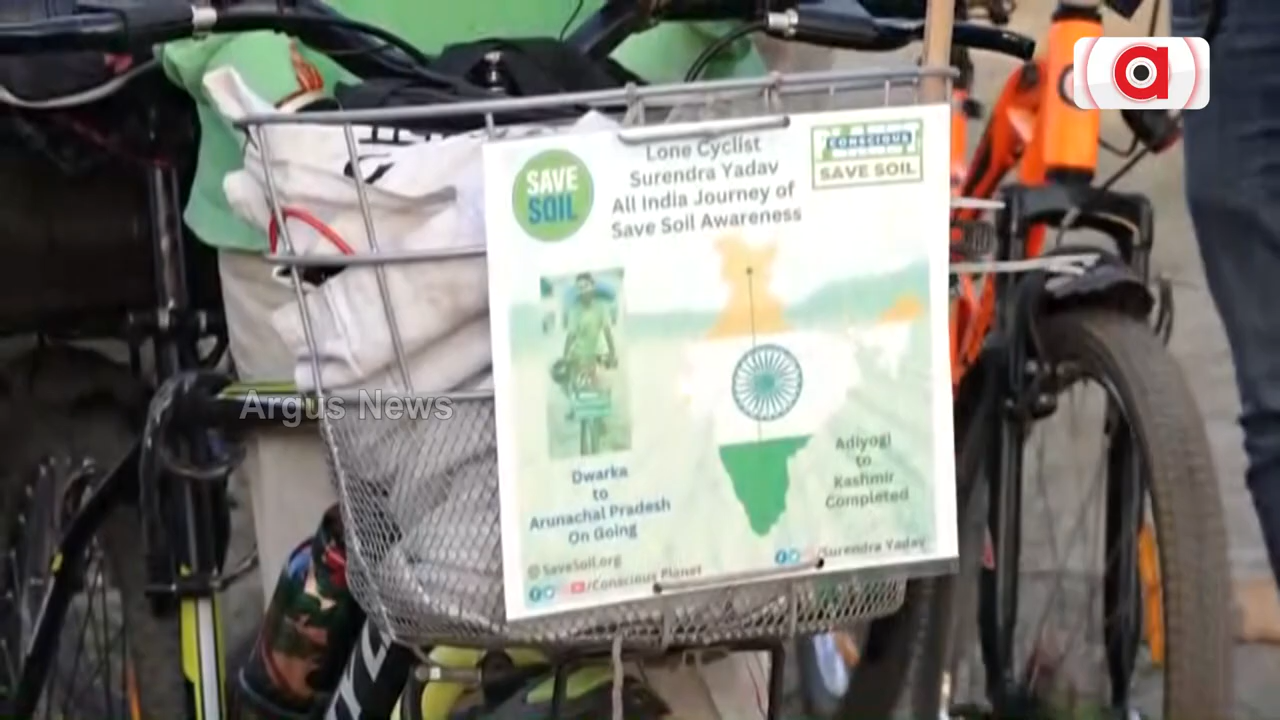 a
Lone Cyclist
Surendra Yadav
All India Journey of
Save Soil Awareness
SAVE
SOIL
CONSCIOUS
SAVE SOIL
Argus News
Adiyogi
to
Kashmir
Completed
Dwarka
to
Arunachal Pradesh
On Going
@SaveSoil.org
/Conscious Planet
/Surendra Yadav